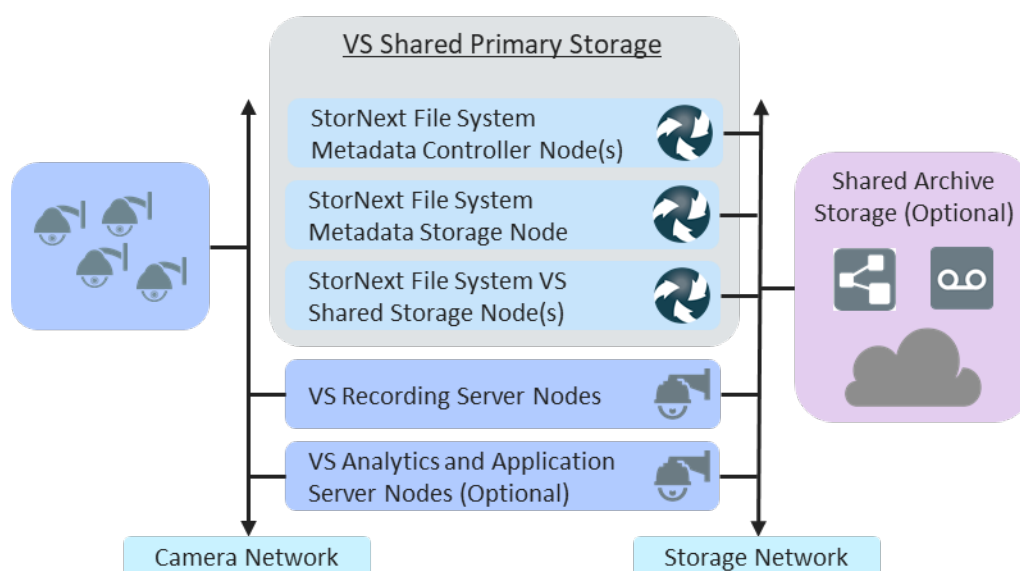 VS Shared Primary Storage
StorNext File System
Metadata Controller Node(s)
StorNext File System
Metadata Storage Node
StorNext File System VS
Shared Storage Node(s)
Shared Archive
Storage (Optional)
VS Recording Server Nodes
VS Analytics and Application
Server Nodes (Optional)
Camera Network
Storage Network